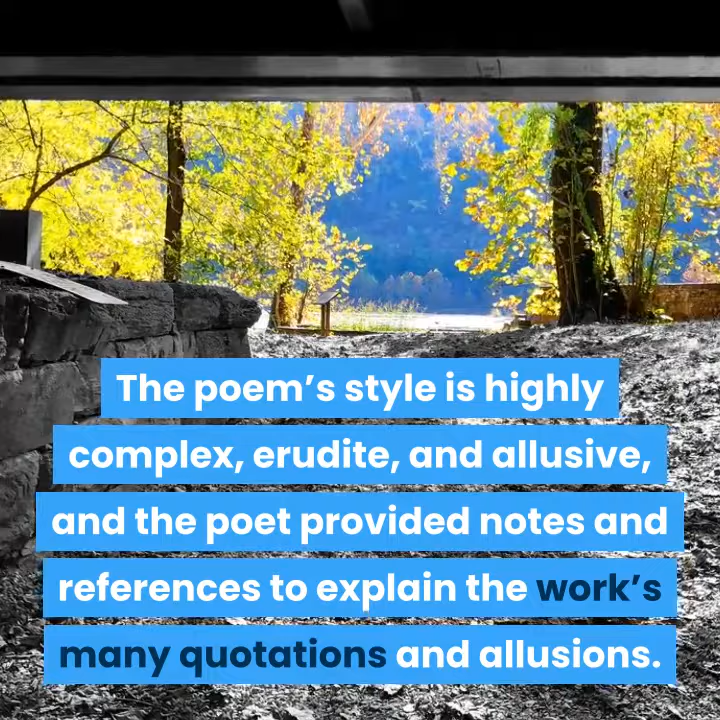 The poem’s style is highly
complex, erudite, and allusive,
and the poet provided notes and
references to explain the work’s
many quotations and allusions.